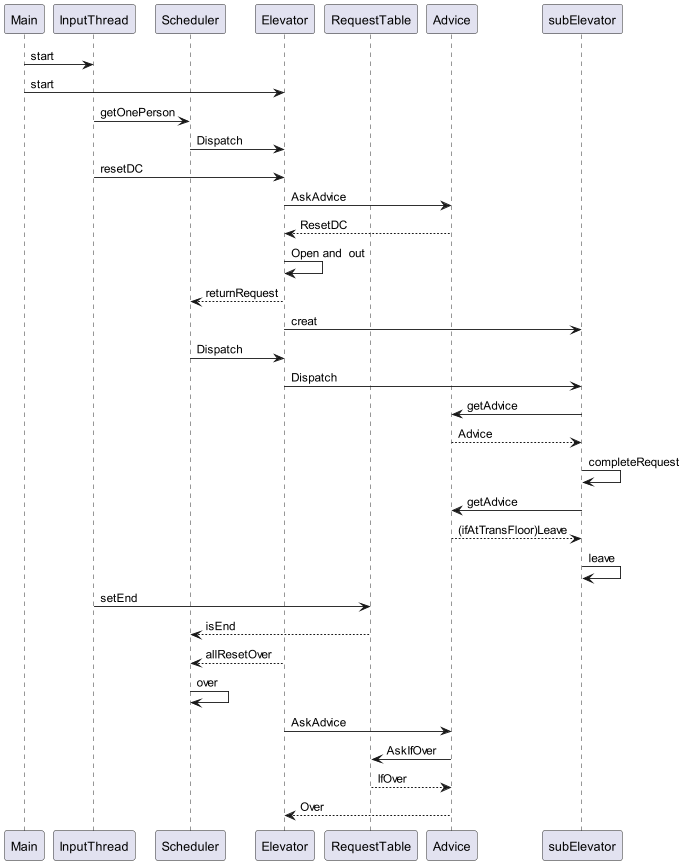 Main InputThread Scheduler Elevator RequestTable Advice subElevator
start
start
getOnePerson
Dispatch
resetDC
AskAdvice
ResetDC
Open and  out
returnRequest
creat
Dispatch
Dispatch
getAdvice
Advice
completeRequest
getAdvice
(ifAtTransFloor)Leave
leave
setEnd
isEnd
allResetOver
over
AskAdvice
AskIfOver
IfOver
Over
Main InputThread Scheduler Elevator RequestTable Advice subElevator